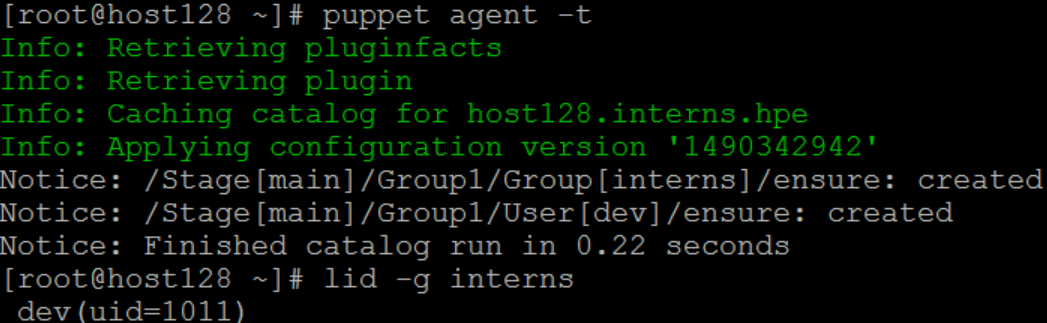 [root@host128 ~]# puppet agent -t
Info: Retrieving pluginfacts
Info: Retrieving plugin
Info: Caching catalog for host128.interns.hpe
Info: Applying configuration version '1490342942'
Notice: /Stage[main]/Group1/Group[interns]/ensure: created
Notice: /Stage[main]/Group1/User[dev]/ensure: created
Notice: Finished catalog run in 0.22 seconds
[root@host128 ~]# lid -g interns
 dev(uid=1011)